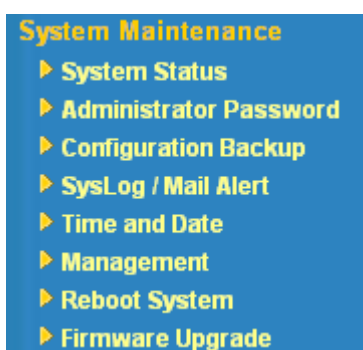 System Maintenance
System Status
Administrator Password
Configuration Backup
SysLog / Mail Alert
Time and Date
Management
Reboot System
Firmware Upgrade